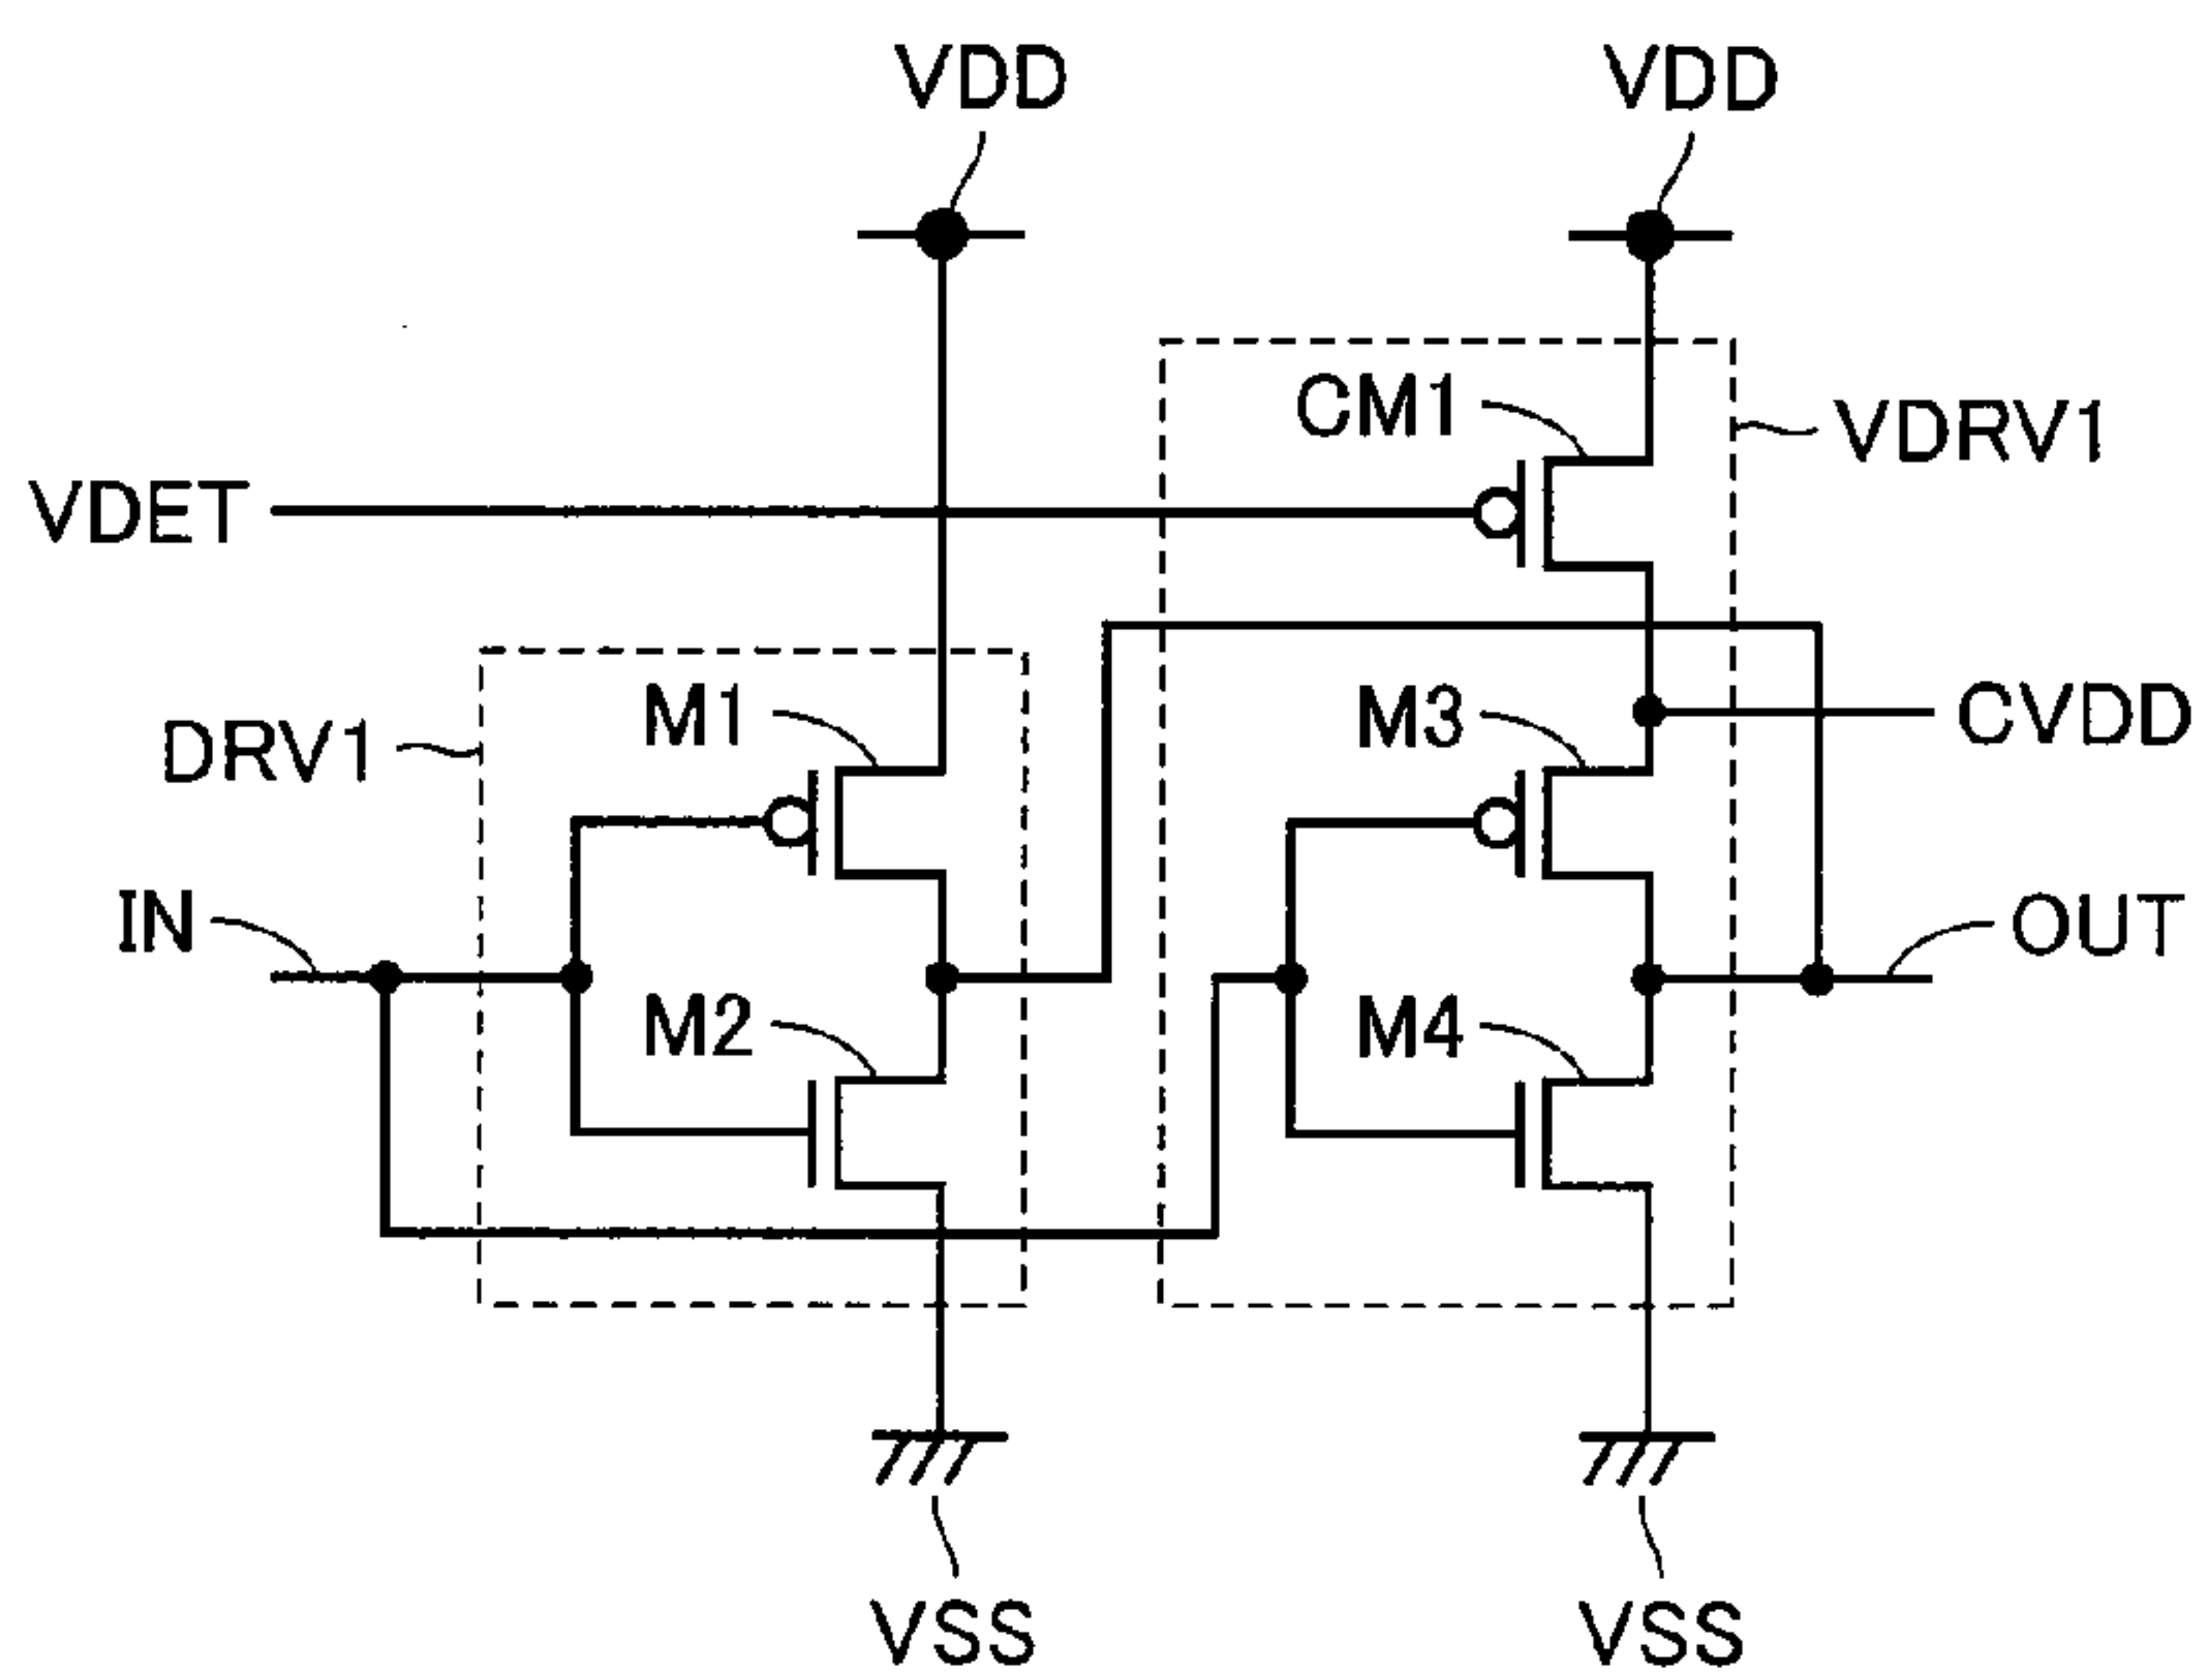 VDD
VDD
CM1
VDRV1
VDET
M1
M3
CVDD
DRV1
IN
OUT
M2
M4
VSS
VSS